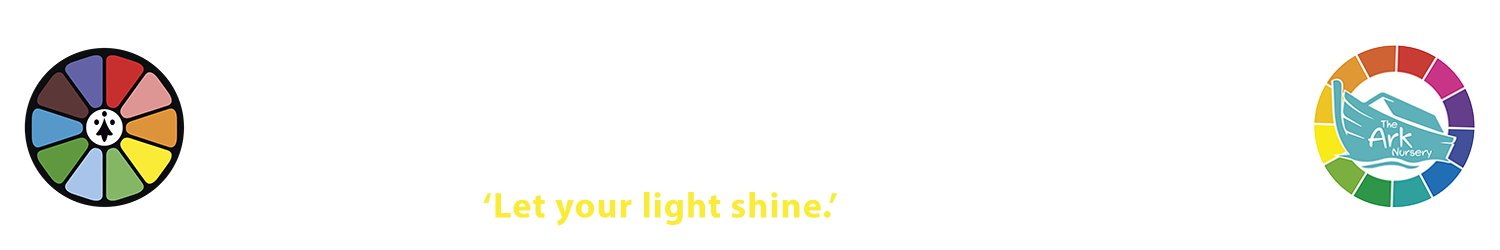 The
Ark
Nursery
‘Let your light shine.’